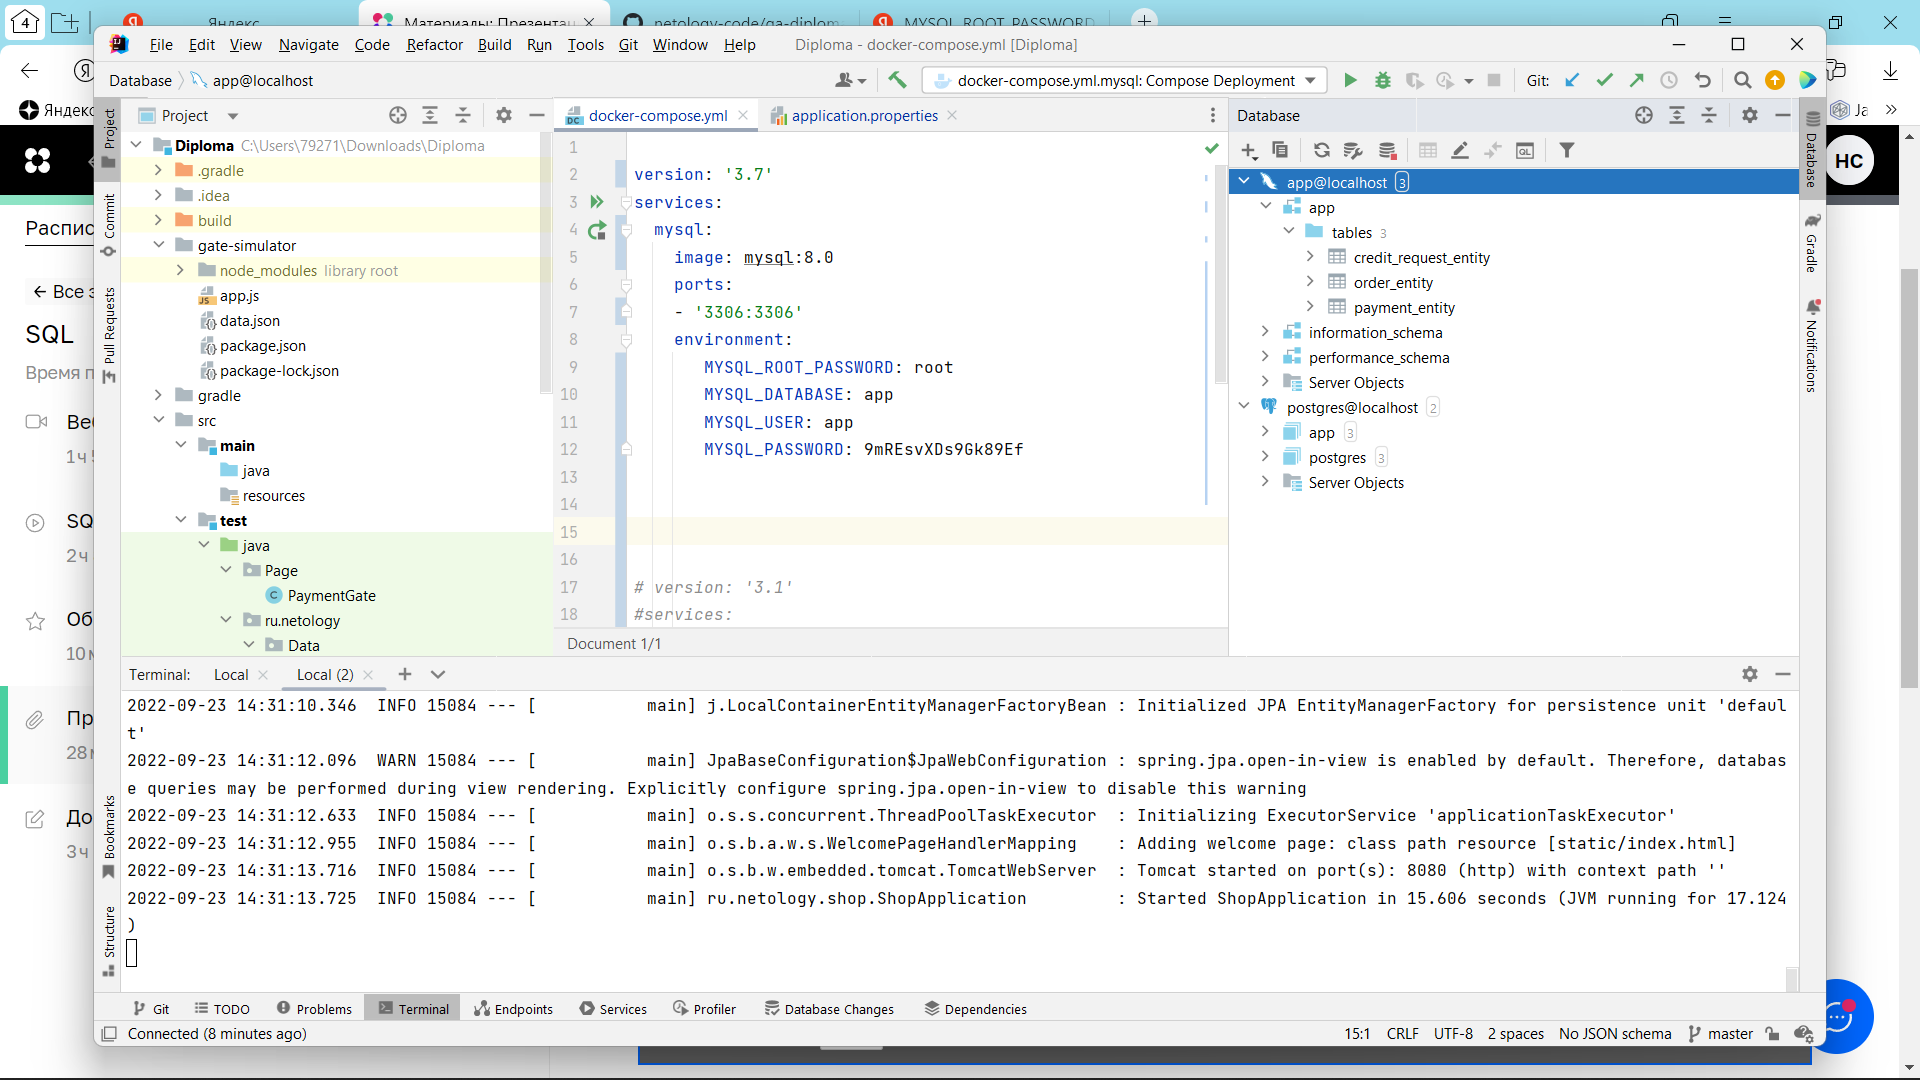 4
Яндекс
Материалы: Презентац
netology-code/qa-diplom
MYSQL_ROOT_PASSWORD
File Edit View Navigate Code Refactor Build Run Tools Git Window Help Diploma - docker-compose.yml [Diploma]
Database app@localhost docker-compose.yml.mysql: Compose Deployment Git:
Яндекс
Ja
HC
Распис
← Все з
SQL
Время п
Ве
1 ч
SQ
2 ч
Об
10 м
Пр
28 м
До
3 ч
Project
Commit
Pull Requests
Bookmarks
Structure
Project
Diploma C:\Users\79271\Downloads\Diploma
.gradle
.idea
build
gate-simulator
node_modules library root
app.js
data.json
package.json
package-lock.json
gradle
src
main
java
resources
test
java
Page
PaymentGate
ru.netology
Data
docker-compose.yml
application.properties
1
2 version: '3.7'
3 services:
4 mysql:
5 image: mysql:8.0
6 ports:
7 - '3306:3306'
8 environment:
9 MYSQL_ROOT_PASSWORD: root
10 MYSQL_DATABASE: app
11 MYSQL_USER: app
12 MYSQL_PASSWORD: 9mREsvXDs9Gk89Ef
13
14
15
16
17 # version: '3.1'
18 #services:
Document 1/1
Database
app@localhost 3
app
tables 3
credit_request_entity
order_entity
payment_entity
information_schema
performance_schema
Server Objects
postgres@localhost 2
app 3
postgres 3
Server Objects
Database
Gradle
Notifications
Terminal: Local Local (2)
2022-09-23 14:31:10.346 INFO 15084 --- [ main] j.LocalContainerEntityManagerFactoryBean : Initialized JPA EntityManagerFactory for persistence unit 'defaul
t'
2022-09-23 14:31:12.096 WARN 15084 --- [ main] JpaBaseConfiguration$JpaWebConfiguration : spring.jpa.open-in-view is enabled by default. Therefore, databas
e queries may be performed during view rendering. Explicitly configure spring.jpa.open-in-view to disable this warning
2022-09-23 14:31:12.633 INFO 15084 --- [ main] o.s.s.concurrent.ThreadPoolTaskExecutor : Initializing ExecutorService 'applicationTaskExecutor'
2022-09-23 14:31:12.955 INFO 15084 --- [ main] o.s.b.a.w.s.WelcomePageHandlerMapping : Adding welcome page: class path resource [static/index.html]
2022-09-23 14:31:13.716 INFO 15084 --- [ main] o.s.b.w.embedded.tomcat.TomcatWebServer : Tomcat started on port(s): 8080 (http) with context path ''
2022-09-23 14:31:13.725 INFO 15084 --- [ main] ru.netology.shop.ShopApplication : Started ShopApplication in 15.606 seconds (JVM running for 17.124
)
Git TODO Problems Terminal Endpoints Services Profiler Database Changes Dependencies
Connected (8 minutes ago) 15:1 CRLF UTF-8 2 spaces No JSON schema master